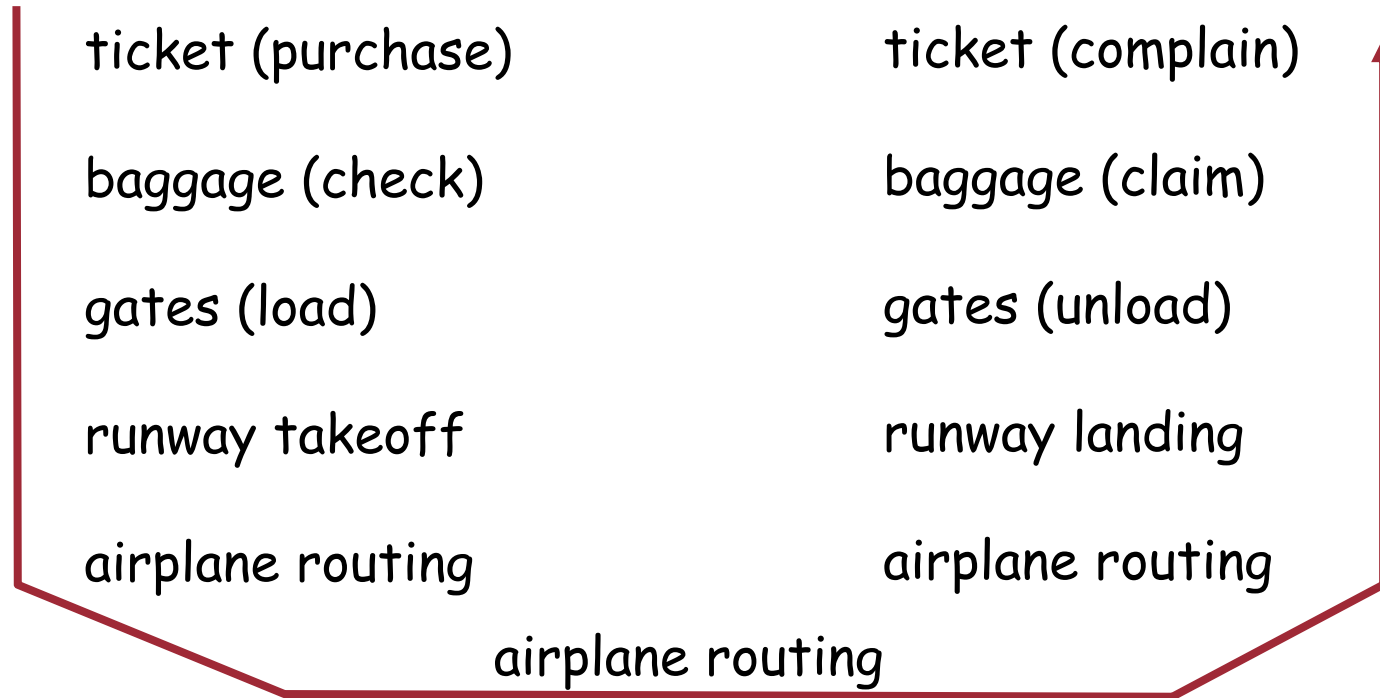 ticket (purchase)
baggage (check)
gates (load)
runway takeoff
airplane routing
airplane routing
ticket (complain)
baggage (claim)
gates (unload)
runway landing
airplane routing